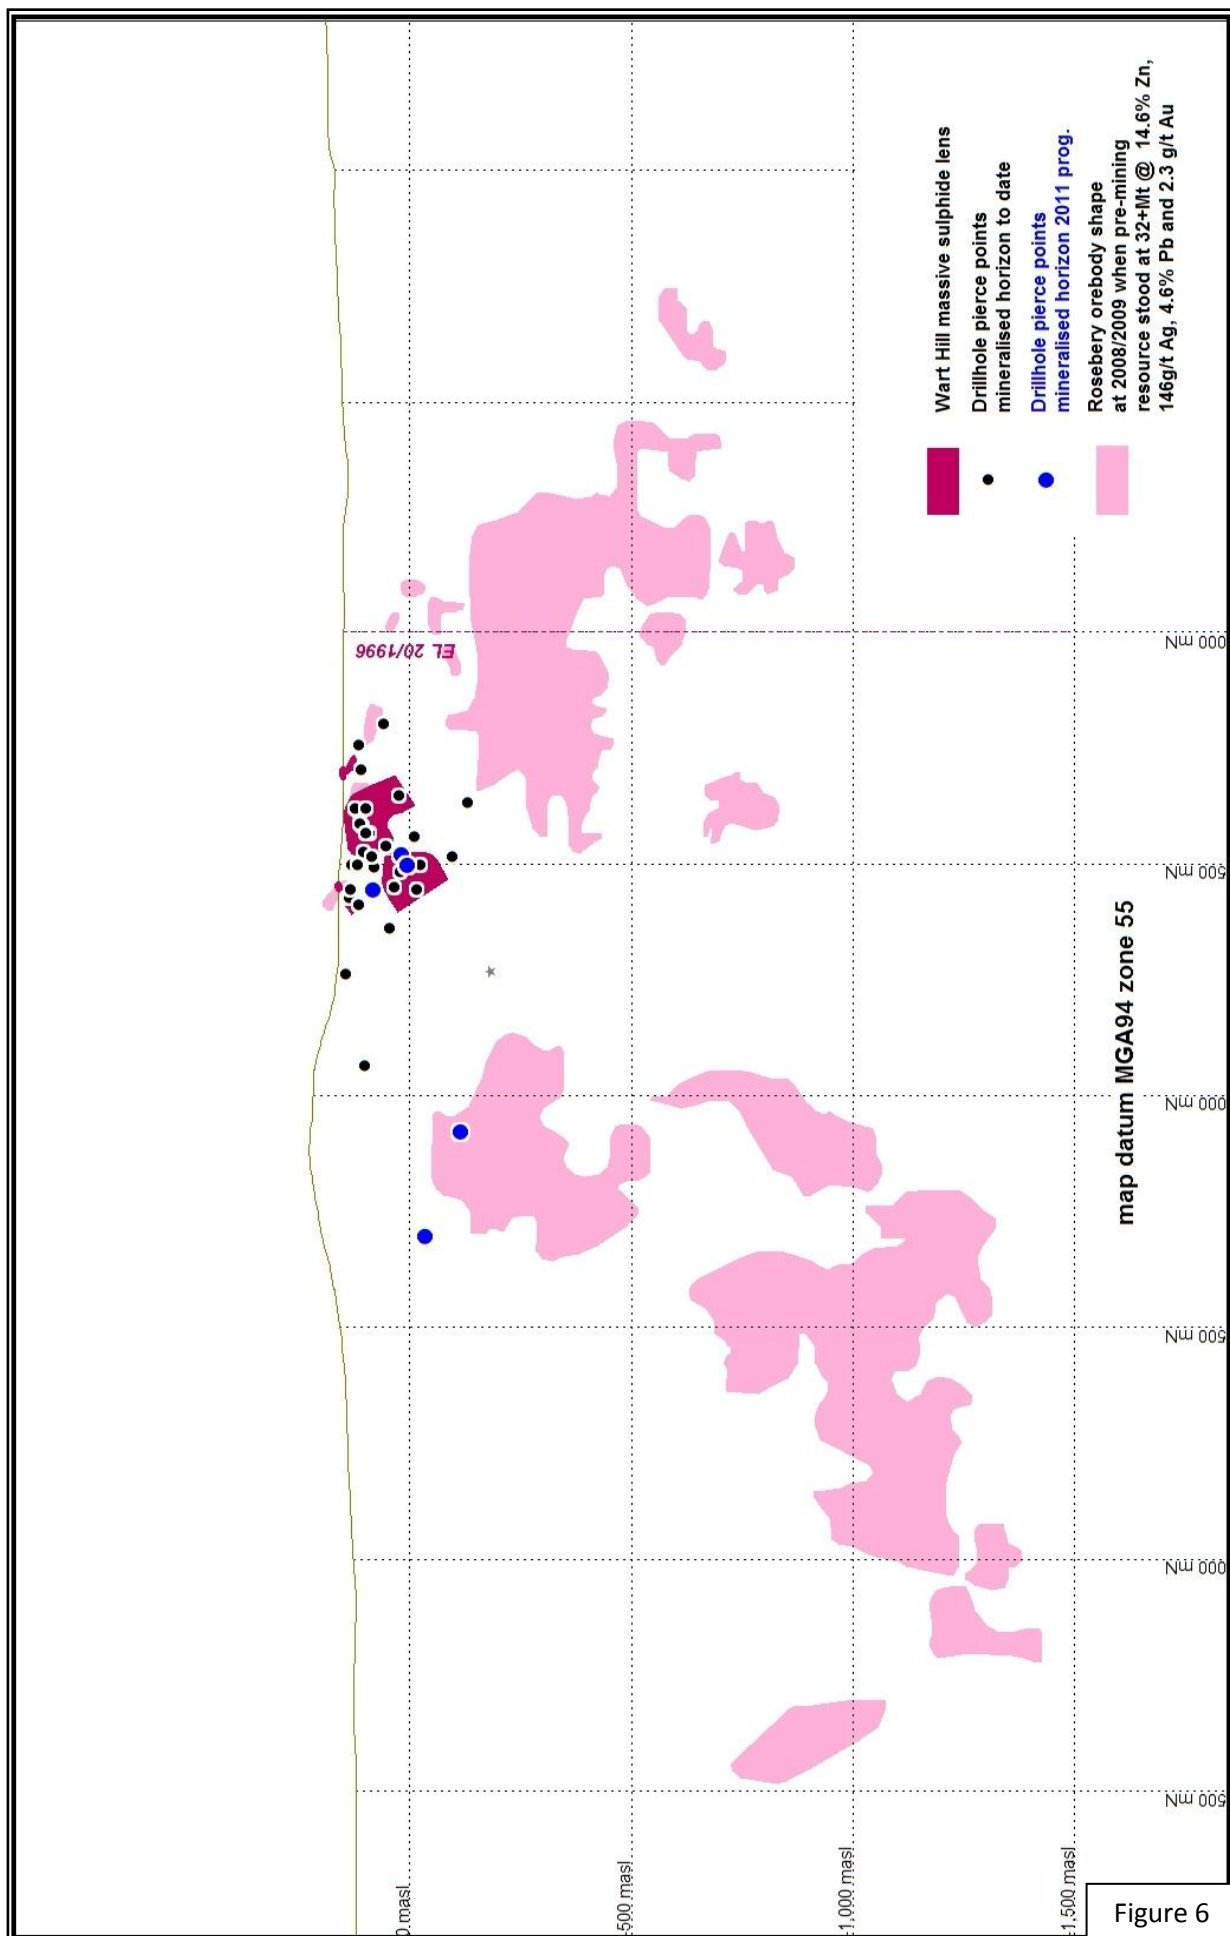 Wart Hill massive sulphide lens
Drillhole pierce points
mineralised horizon to date
Drillhole pierce points
mineralised horizon 2011 prog.
Rosebery orebody shape
at 2008/2009 when pre-mining
resource stood at 32+Mt @ 14.6% Zn,
146g/t Ag, 4.6% Pb and 2.3 g/t Au
EL 20/1996
map datum MGA94 zone 55
000 mN
500 mN
000 mN
500 mN
000 mN
500 mN
0 masl
-500 masl
-1,000 masl
-1,500 masl
Figure 6